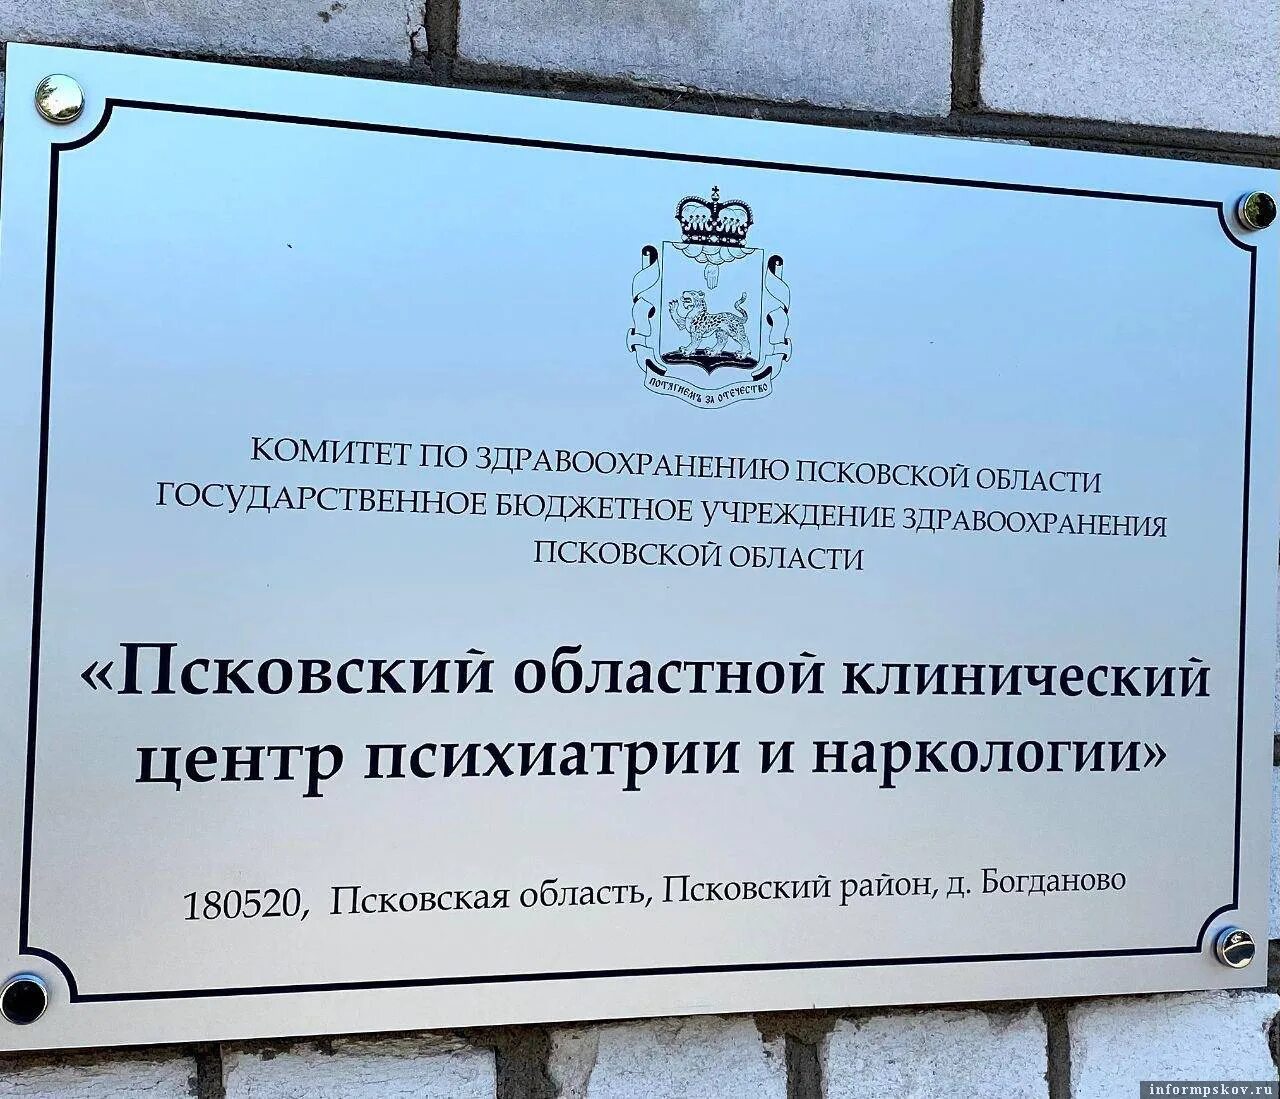 ПОТЯГНЕМЪ ЗА ОТЕЧЕСТВО
КОМИТЕТ ПО ЗДРАВООХРАНЕНИЮ ПСКОВСКОЙ ОБЛАСТИ
ГОСУДАРСТВЕННОЕ БЮДЖЕТНОЕ УЧРЕЖДЕНИЕ ЗДРАВООХРАНЕНИЯ
ПСКОВСКОЙ ОБЛАСТИ
«Псковский областной клинический
центр психиатрии и наркологии»
180520, Псковская область, Псковский район, д. Богданово
informpskov.ru